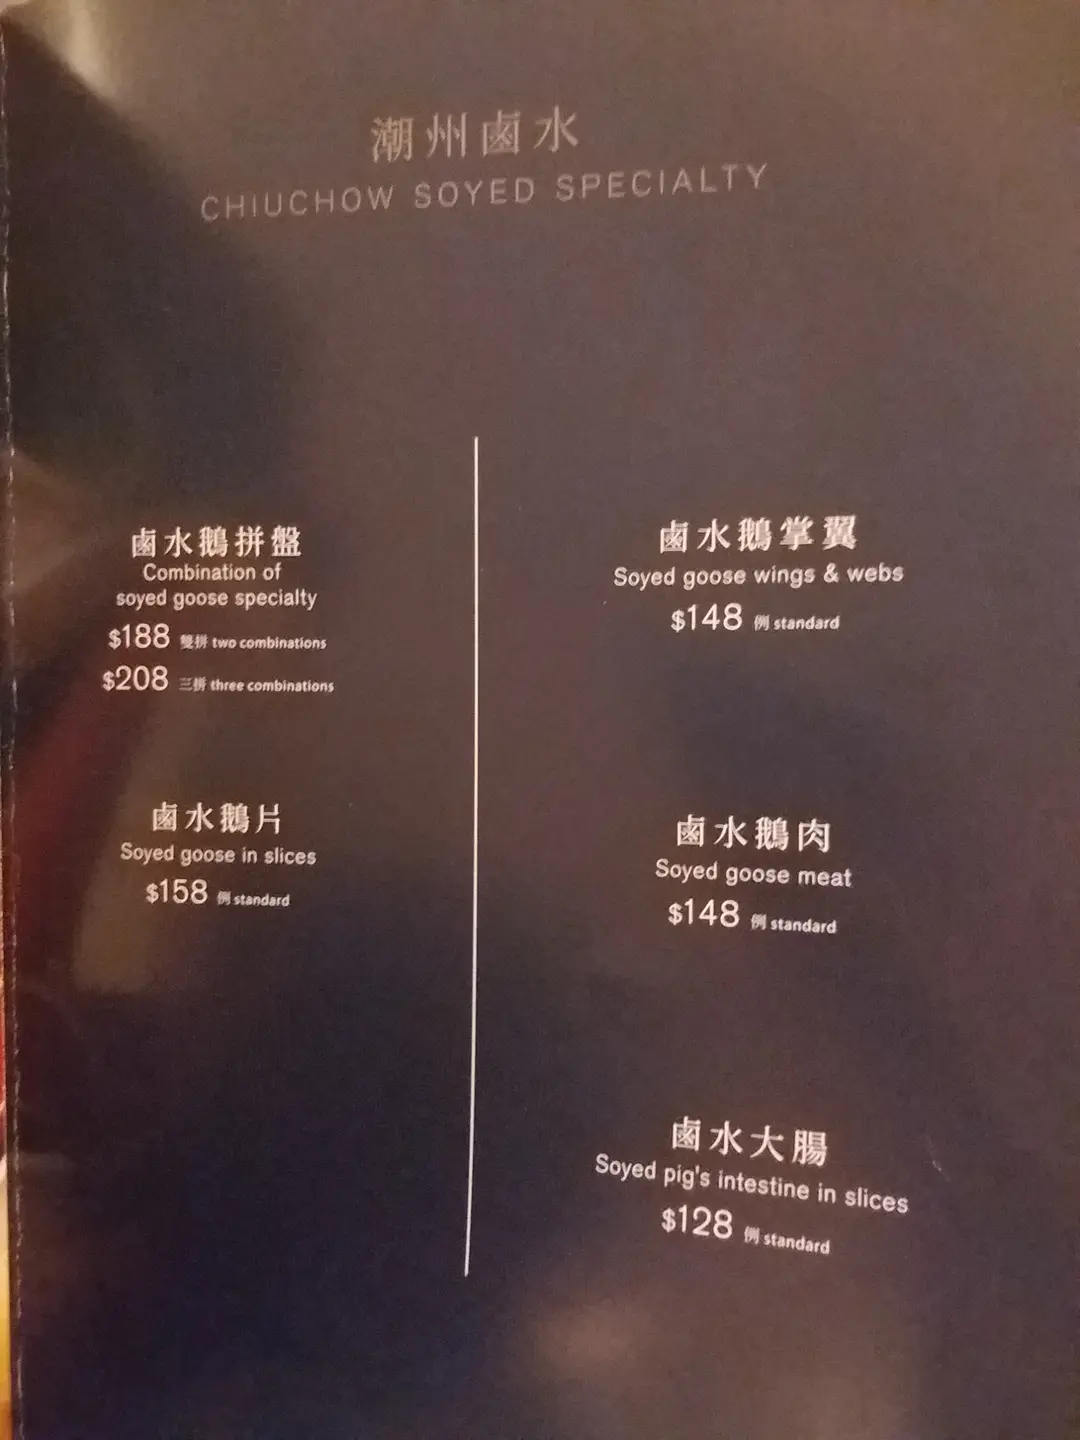 潮州鹵水
CHIUCHOW SOYED SPECIALTY
鹵水鵝拼盤
Combination of
soyed goose specialty
$188 雙拼 two combinations
$208 三拼 three combinations
鹵水鵝片
Soyed goose in slices
$158 例 standard
鹵水鵝掌翼
Soyed goose wings & webs
$148 例 standard
鹵水鵝肉
Soyed goose meat
$148 例 standard
鹵水大腸
Soyed pig's intestine in slices
$128 例 standard